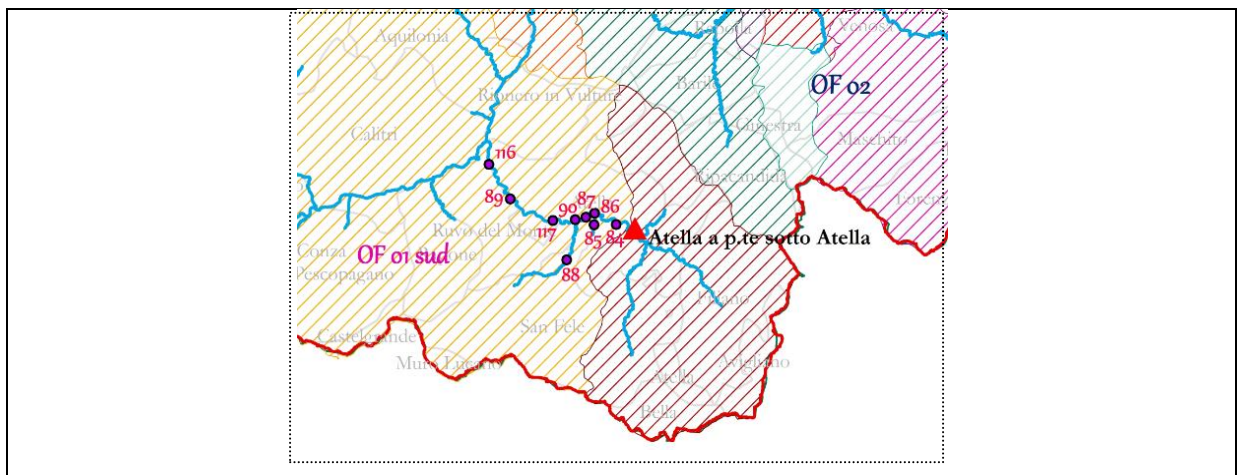 Aquilonia
Rapolla
Venosa
OF 02
Barile
Rionero in Vulture
Calitri
Ginestra
Maschito
116
Ripacandida
89
90
87
86
117
85
84
Ruvo del Mon
Atella a p.te sotto Atella
Conza
OF 01 sud
Pescopagano
88
Filiano
San Fele
Castelgrande
Muro Lucano
Avigliano
Atella
Bella